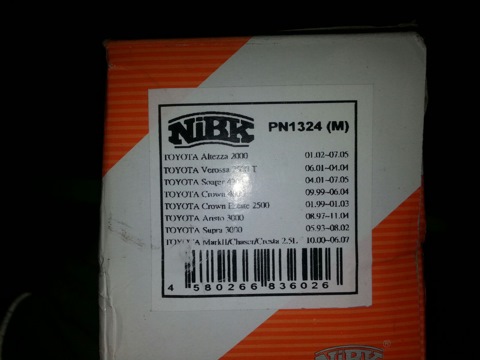 NiBK PN1324 (M)
TOYOTA Altezza 2000 01.02-07.05
TOYOTA Verossa T 06.01-04.04
TOYOTA 04.01-07.05
TOYOTA Crown 09.99-06.04
TOYOTA Crown Estate 2500 01.99-01.03
TOYOTA Aristo 3000 08.97-11.04
TOYOTA Supra 3000 05.93-08.02
TOYOTA MarkII/Chaser/Cresta 2.5L 10.00-06.07
4 580266 836026
NiBK